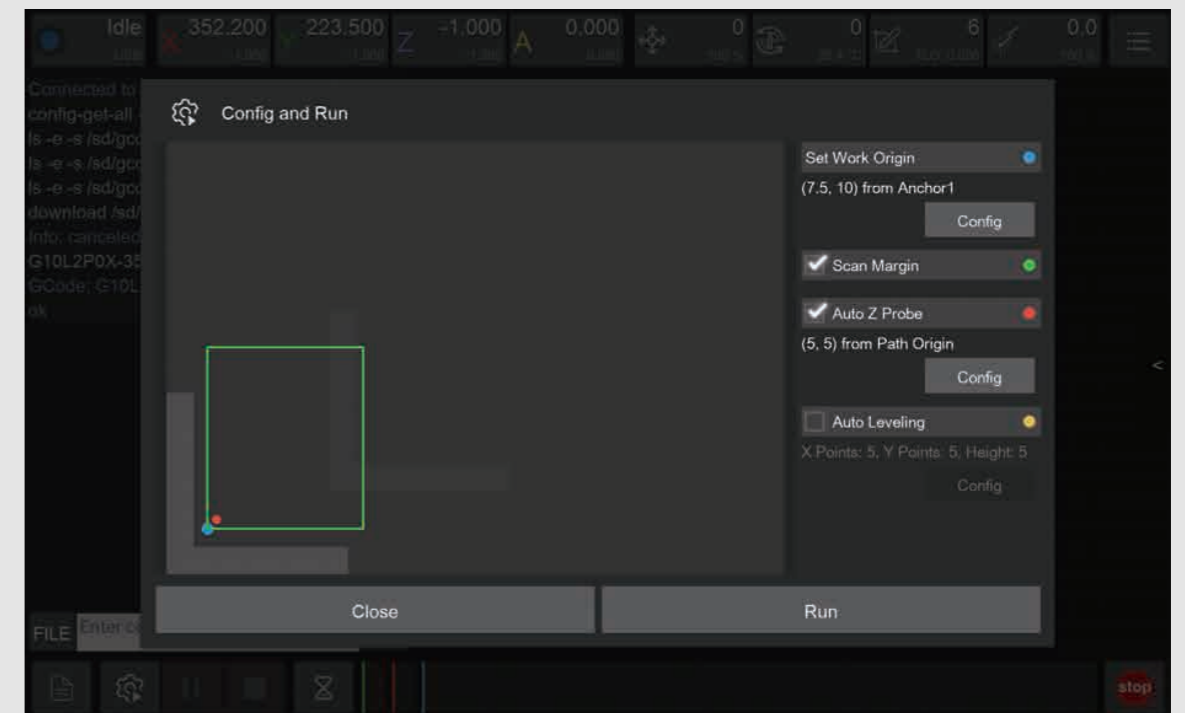 Idle 352.200 223.500 Z -1.000 A 0.000 0 0 6 0.0
Connected to
config-get-all
ls -e -s /sd/gco
ls -e -s /sd/gco
ls -e -s /sd/gco
download /sd/
Info: canceled
G10L2P0X-35
GCode: G10L
ok
Config and Run
Set Work Origin
(7.5, 10) from Anchor1
Config
Scan Margin
Auto Z Probe
(5, 5) from Path Origin
Config
Auto Leveling
X Points: 5, Y Points: 5, Height: 5
Config
<
Close
Run
FILE
stop